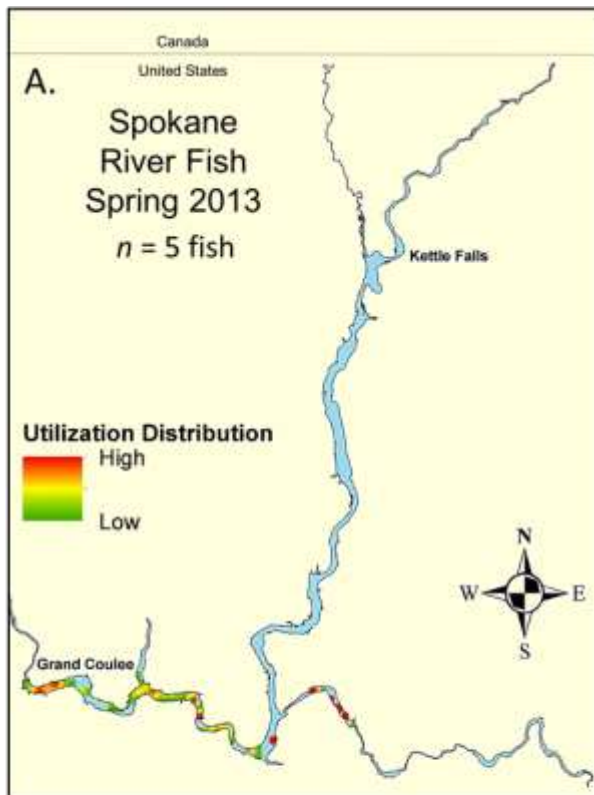 Canada
United States
A.
Spokane
River Fish
Spring 2013
n = 5 fish
Kettle Falls
Utilization Distribution
High
Low
N
W
E
S
Grand Coulee